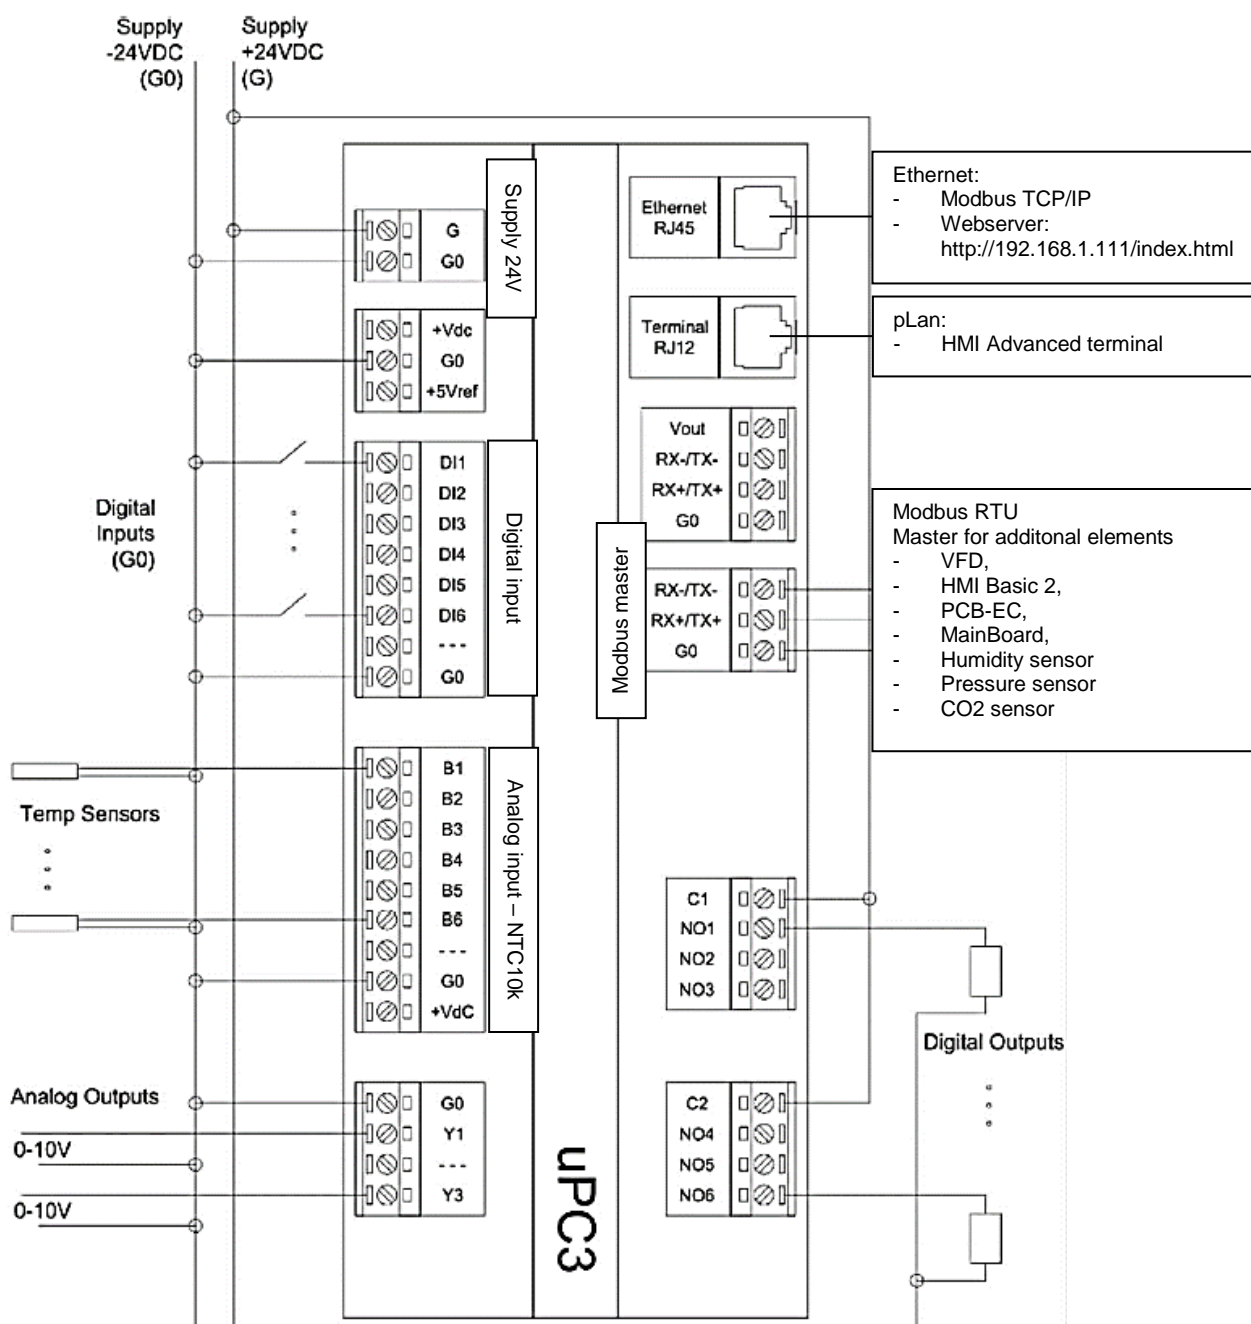 Supply
-24VDC
(G0)
Supply
+24VDC
(G)
Supply 24V
G
G0
+Vdc
G0
+5Vref
Digital
Inputs
(G0)
Digital input
DI1
DI2
DI3
DI4
DI5
DI6
---
G0
Temp Sensors
Analog input – NTC10k
B1
B2
B3
B4
B5
B6
---
G0
+VdC
Analog Outputs
0-10V
0-10V
G0
Y1
---
Y3
uPC3
Ethernet
RJ45
Terminal
RJ12
Vout
RX-/TX-
RX+/TX+
G0
Modbus master
RX-/TX-
RX+/TX+
G0
C1
NO1
NO2
NO3
C2
NO4
NO5
NO6
Digital Outputs
Ethernet:
- Modbus TCP/IP
- Webserver:
http://192.168.1.111/index.html
pLan:
- HMI Advanced terminal
Modbus RTU
Master for additonal elements
- VFD,
- HMI Basic 2,
- PCB-EC,
- MainBoard,
- Humidity sensor
- Pressure sensor
- CO2 sensor